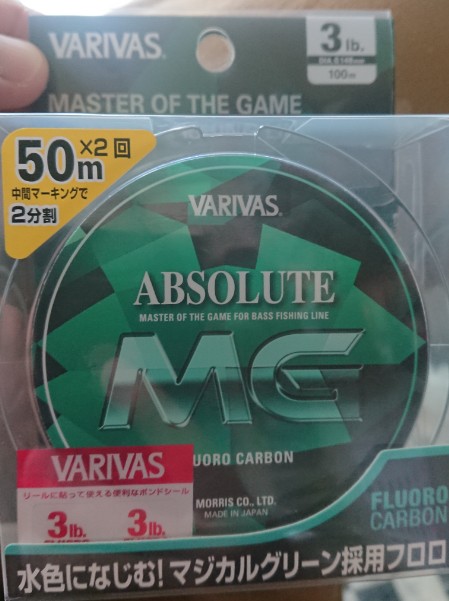 VARIVAS
3 lb.
100m
MASTER OF THE GAME
50m ×2回
中間マーキングで
2分割
VARIVAS
ABSOLUTE
MASTER OF THE GAME FOR BASS FISHING LINE
MG
UORO CARBON
VARIVAS
リールに貼って使える便利なボンドシール
3lb. 3lb.
MORRIS CO., LTD.
MADE IN JAPAN
FLUORO
CARBON
水色になじむ!マジカルグリーン採用フロロ